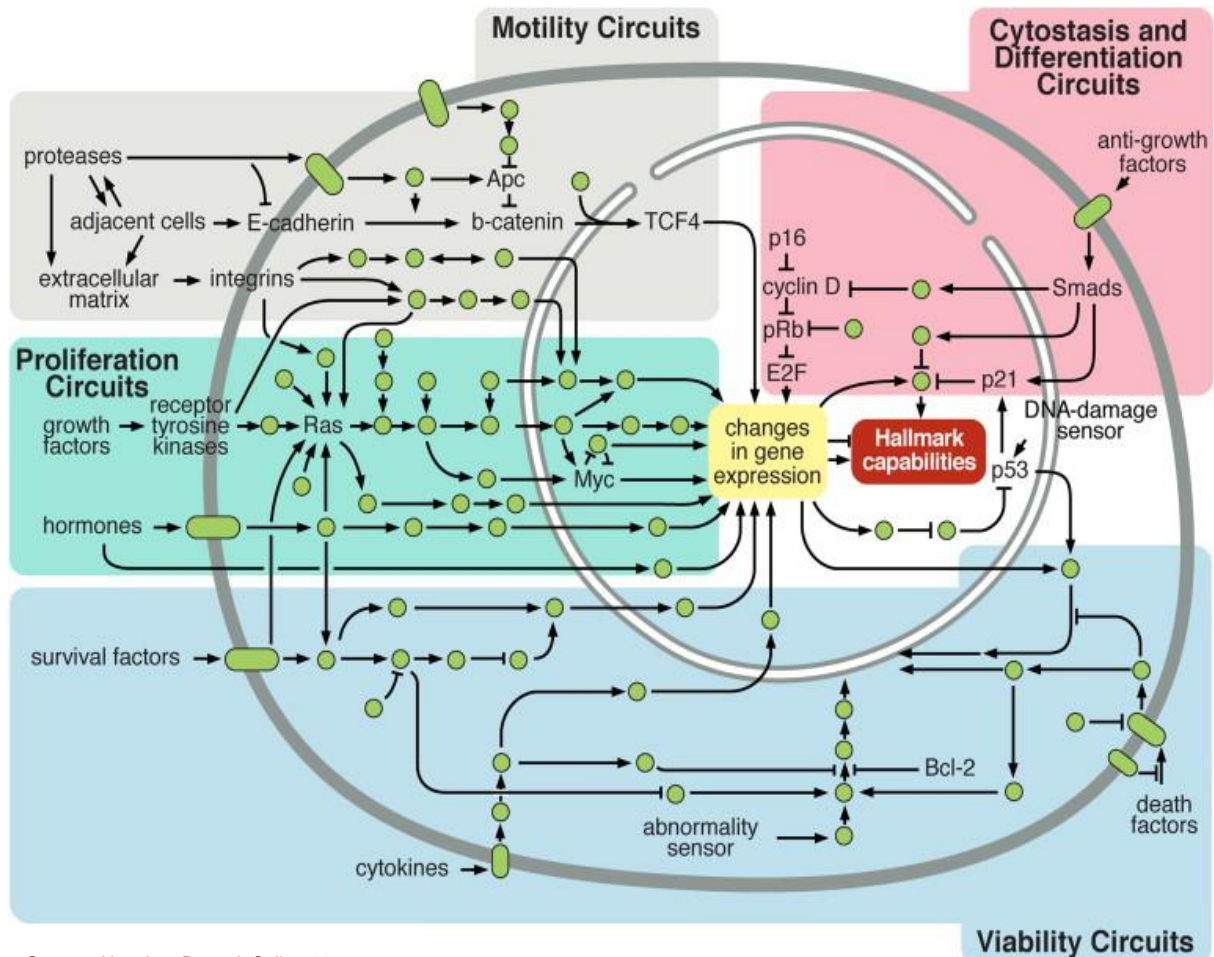 Motility Circuits
Cytostasis and
Differentiation
Circuits
proteases
Apc
anti-growth
factors
adjacent cells
E-cadherin
b-catenin
TCF4
p16
extracellular
matrix
integrins
cyclin D
Smads
pRb
Proliferation
Circuits
E2F
p21
growth
factors
receptor
tyrosine
kinases
Ras
changes
in gene
expression
Hallmark
capabilities
DNA-damage
sensor
p53
Myc
hormones
survival factors
Bcl-2
abnormality
sensor
death
factors
cytokines
Viability Circuits